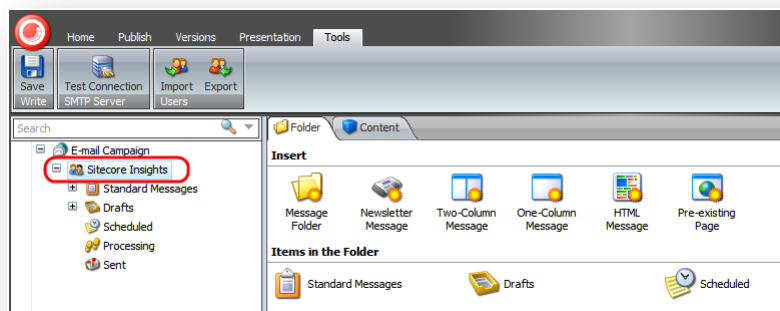 Home Publish Versions Presentation Tools
Save Test Connection Import Export
Write SMTP Server Users
Search
Folder Content
E-mail Campaign
Sitecore Insights
Standard Messages
Drafts
Scheduled
Processing
Sent
Insert
Message Folder
Newsletter Message
Two-Column Message
One-Column Message
HTML Message
Pre-existing Page
Items in the Folder
Standard Messages Drafts Scheduled